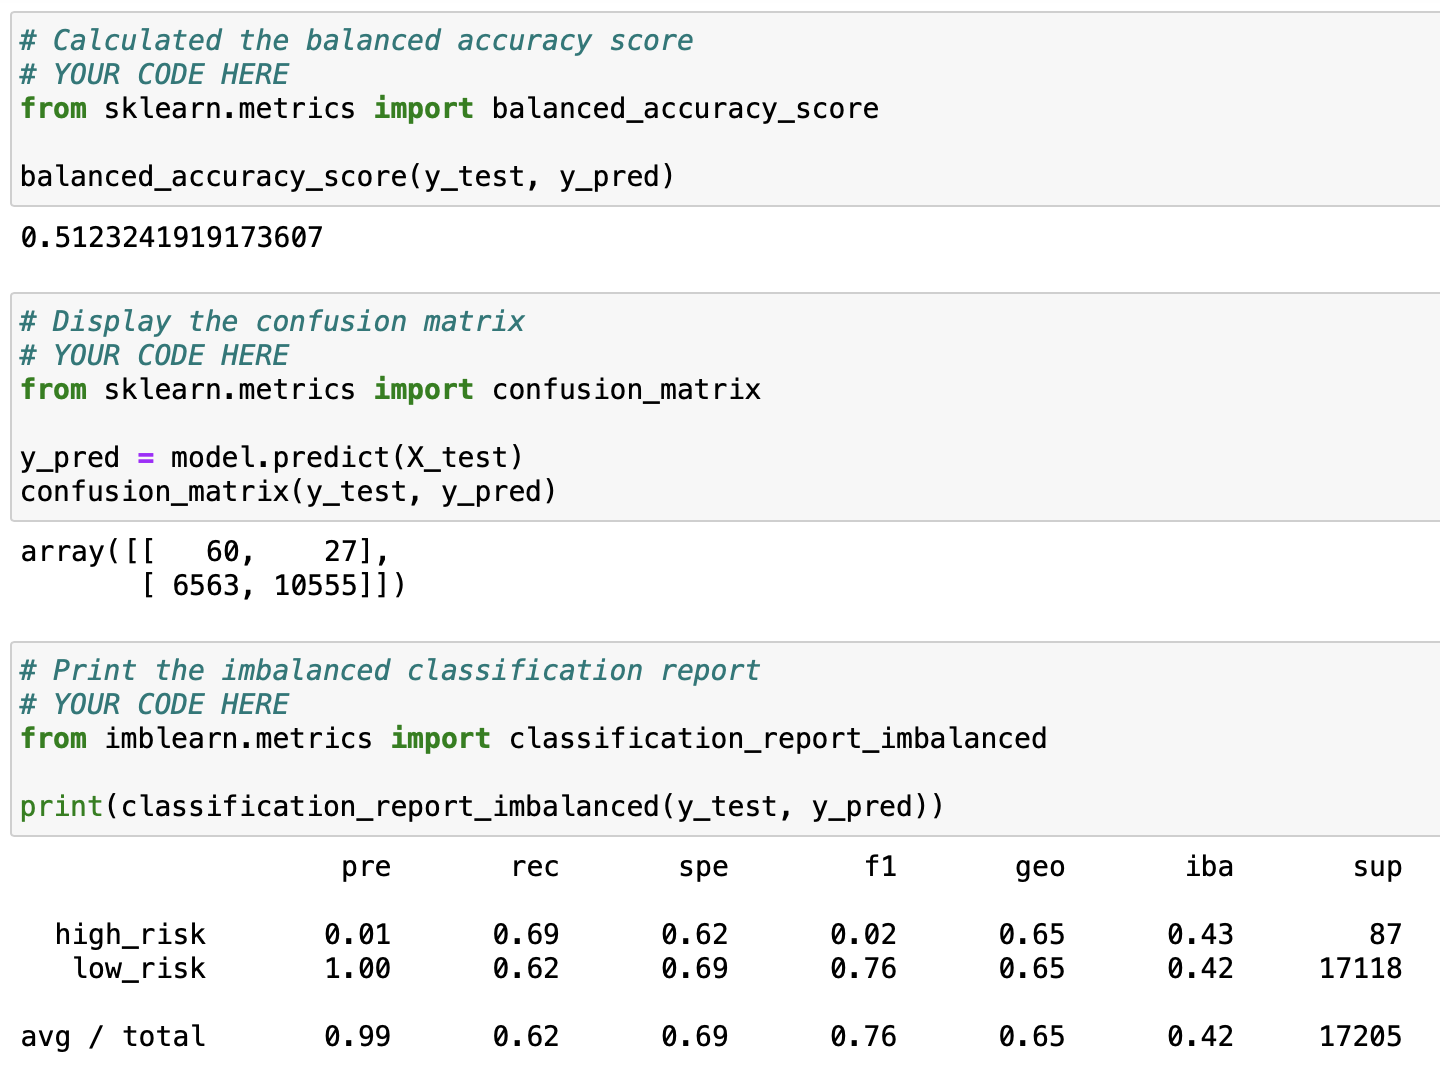 # Calculated the balanced accuracy score
# YOUR CODE HERE
from sklearn.metrics import balanced_accuracy_score
balanced_accuracy_score(y_test, y_pred)
0.5123241919173607
# Display the confusion matrix
# YOUR CODE HERE
from sklearn.metrics import confusion_matrix
y_pred = model.predict(X_test)
confusion_matrix(y_test, y_pred)
array([[   60,    27],
       [ 6563, 10555]])
# Print the imbalanced classification report
# YOUR CODE HERE
from imblearn.metrics import classification_report_imbalanced
print(classification_report_imbalanced(y_test, y_pred))
                   pre       rec       spe        f1       geo       iba       sup
  high_risk       0.01      0.69      0.62      0.02      0.65      0.43        87
   low_risk       1.00      0.62      0.69      0.76      0.65      0.42     17118
avg / total       0.99      0.62      0.69      0.76      0.65      0.42     17205